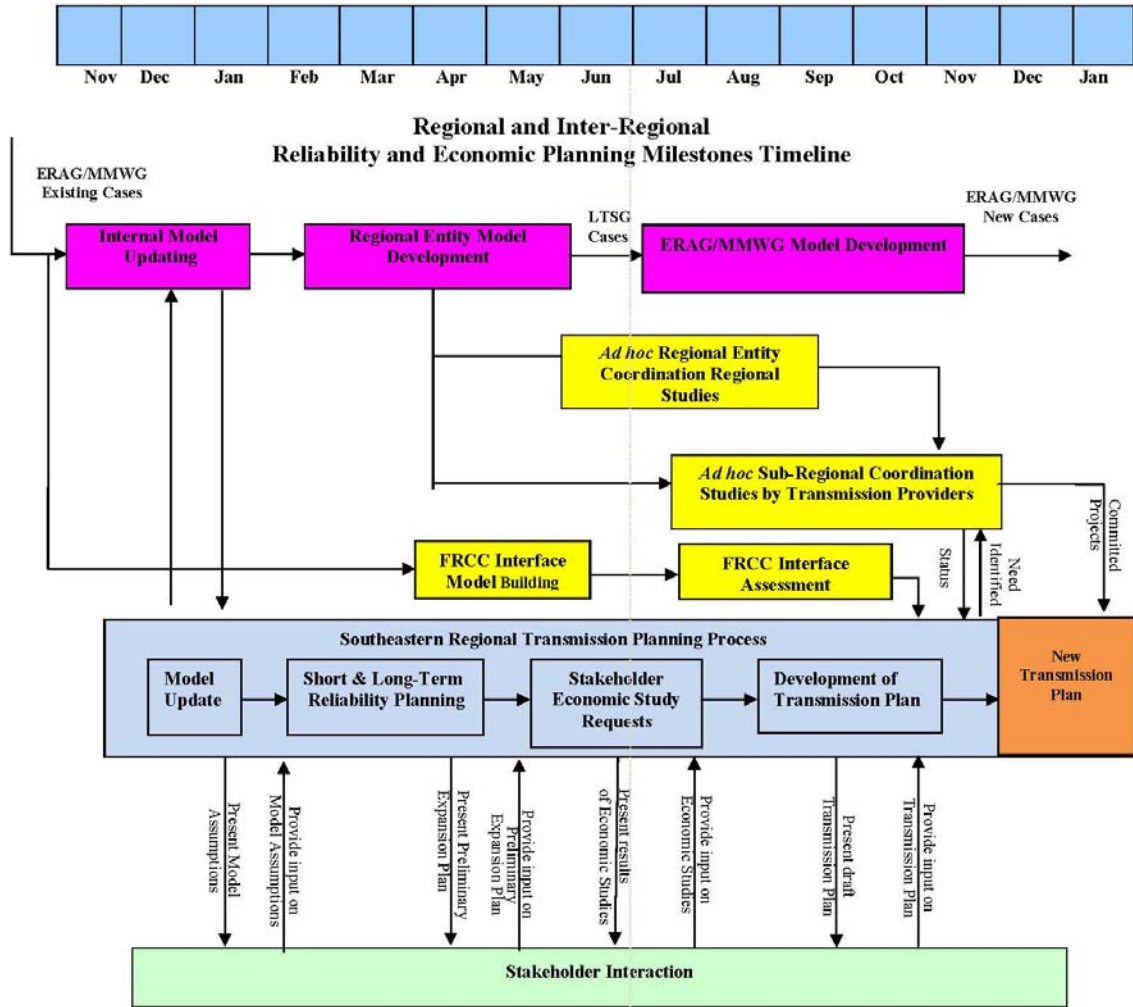 Nov Dec Jan Feb Mar Apr May Jun Jul Aug Sep Oct Nov Dec Jan
Regional and Inter-Regional
Reliability and Economic Planning Milestones Timeline
ERAG/MMWG
Existing Cases
LTSG
Cases
ERAG/MMWG
New Cases
Internal Model
Updating
Regional Entity Model
Development
ERAG/MMWG Model Development
Ad hoc Regional Entity
Coordination Regional
Studies
Ad hoc Sub-Regional Coordination
Studies by Transmission Providers
Committed
Projects
FRCC Interface
Model Building
FRCC Interface
Assessment
Status
Need
Identified
Southeastern Regional Transmission Planning Process
Model
Update
Short & Long-Term
Reliability Planning
Stakeholder
Economic Study
Requests
Development of
Transmission Plan
New
Transmission
Plan
Present Model
Assumptions
Provide input on
Model Assumptions
Present Preliminary
Expansion Plan
Provide input on
Preliminary
Expansion Plan
Present results
of Economic Studies
Provide input on
Economic Studies
Present draft
Transmission Plan
Provide input on
Transmission Plan
Stakeholder Interaction